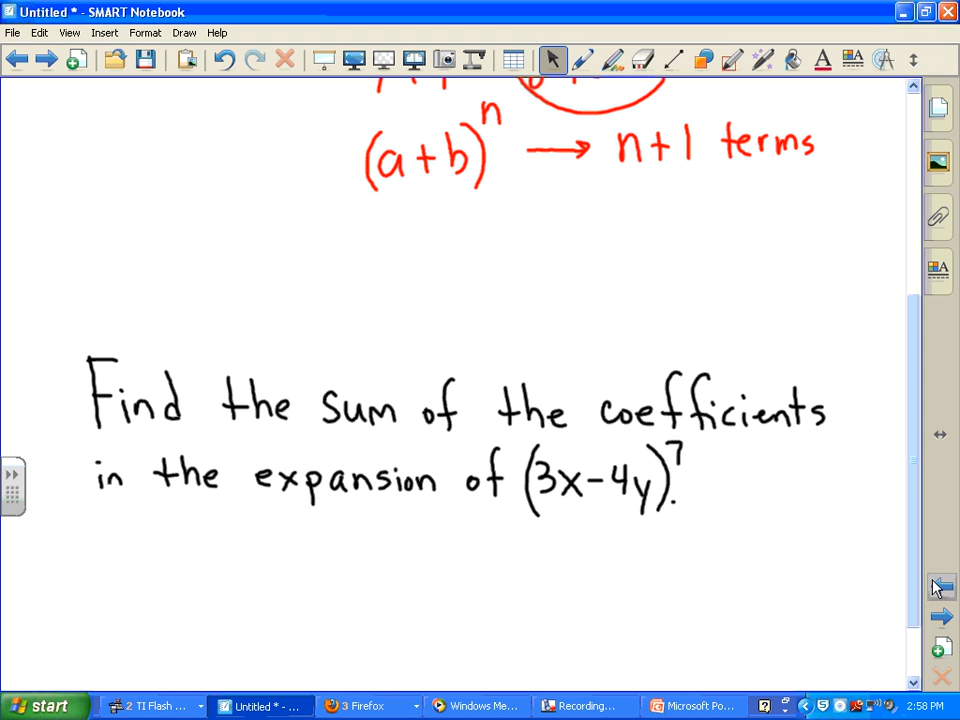 Untitled * - SMART Notebook
File Edit View Insert Format Draw Help
(a+b)^n → n+1 terms
Find the sum of the coefficients
in the expansion of (3x-4y)^7.
start 2 TI Flash ... Untitled * - ... 3 Firefox Windows Me... Recording... Microsoft Po... 2:58 PM